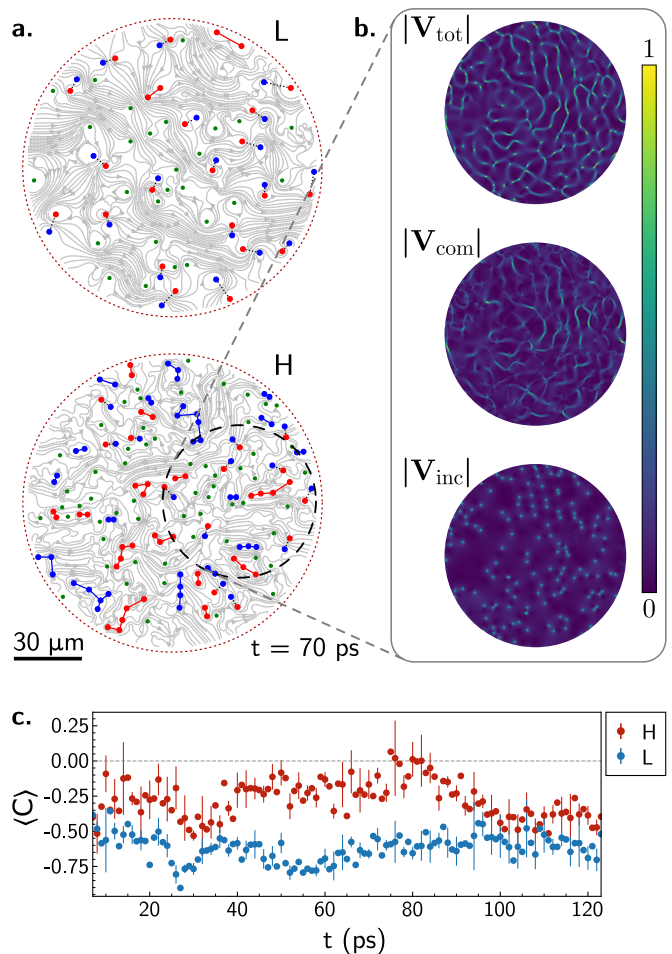 a.
L
H
30 μm
t = 70 ps
b.
|V_tot|
|V_com|
|V_inc|
1
0
c.
⟨C⟩
0.25
0.00
−0.25
−0.50
−0.75
20
40
60
80
100
120
t (ps)
H
L